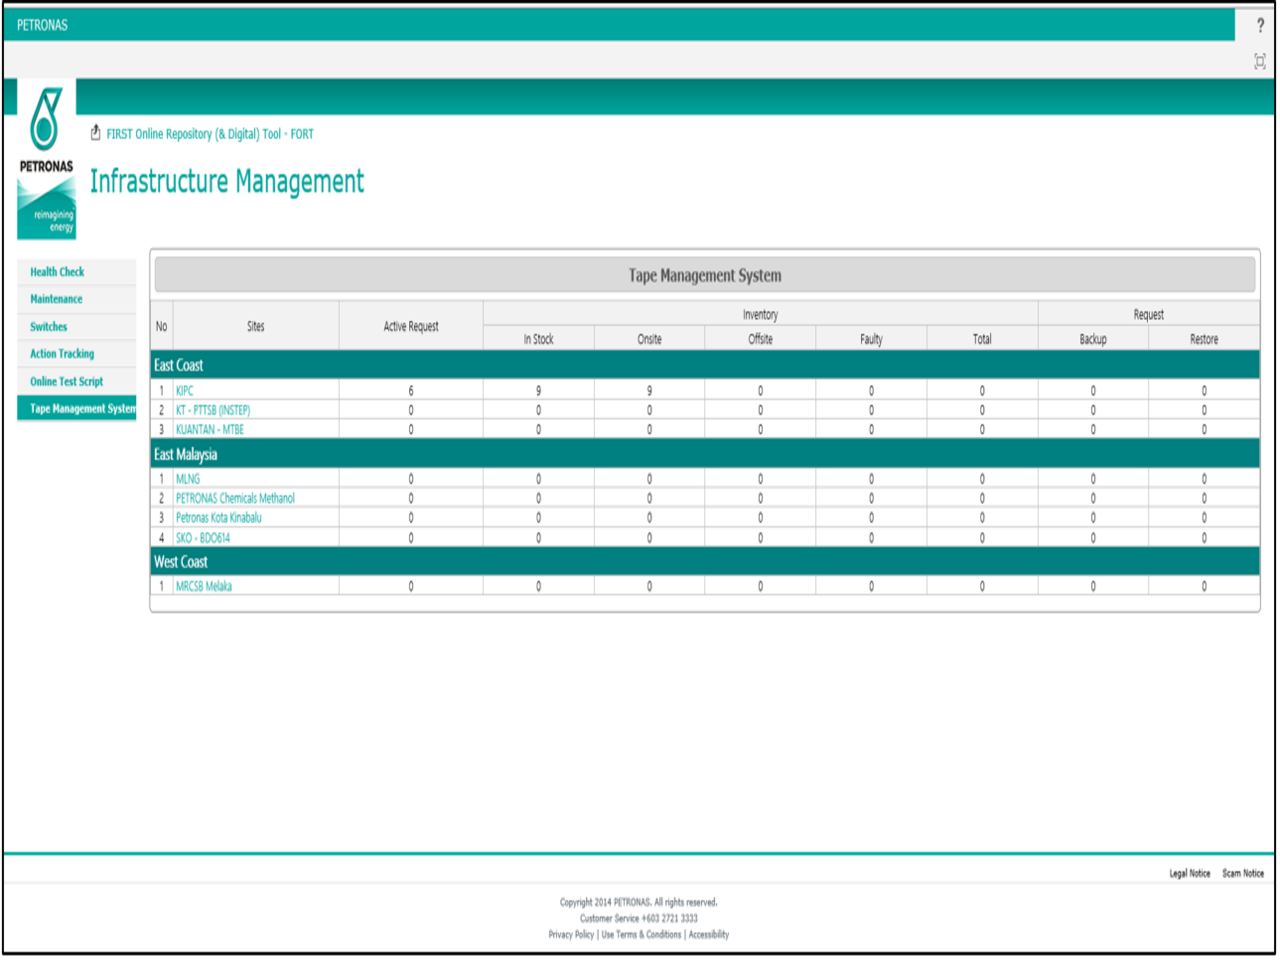 PETRONAS
?
PETRONAS
reimagining
energy
FIRST Online Repository (& Digital) Tool - FORT
Infrastructure Management
Health Check
Maintenance
Switches
Action Tracking
Online Test Script
Tape Management System
Tape Management System
No Sites Active Request Inventory Request
In Stock Onsite Offsite Faulty Total Backup Restore
East Coast
1 KIPC 6 9 9 0 0 0 0 0
2 KT - PTTSB (INSTEP) 0 0 0 0 0 0 0 0
3 KUANTAN - MTBE 0 0 0 0 0 0 0 0
East Malaysia
1 MLNG 0 0 0 0 0 0 0 0
2 PETRONAS Chemicals Methanol 0 0 0 0 0 0 0 0
3 Petronas Kota Kinabalu 0 0 0 0 0 0 0 0
4 SKO - BDO614 0 0 0 0 0 0 0 0
West Coast
1 MRCSB Melaka 0 0 0 0 0 0 0 0
Legal Notice Scam Notice
Copyright 2014 PETRONAS. All rights reserved.
Customer Service +603 2721 3333
Privacy Policy | Use Terms & Conditions | Accessibility